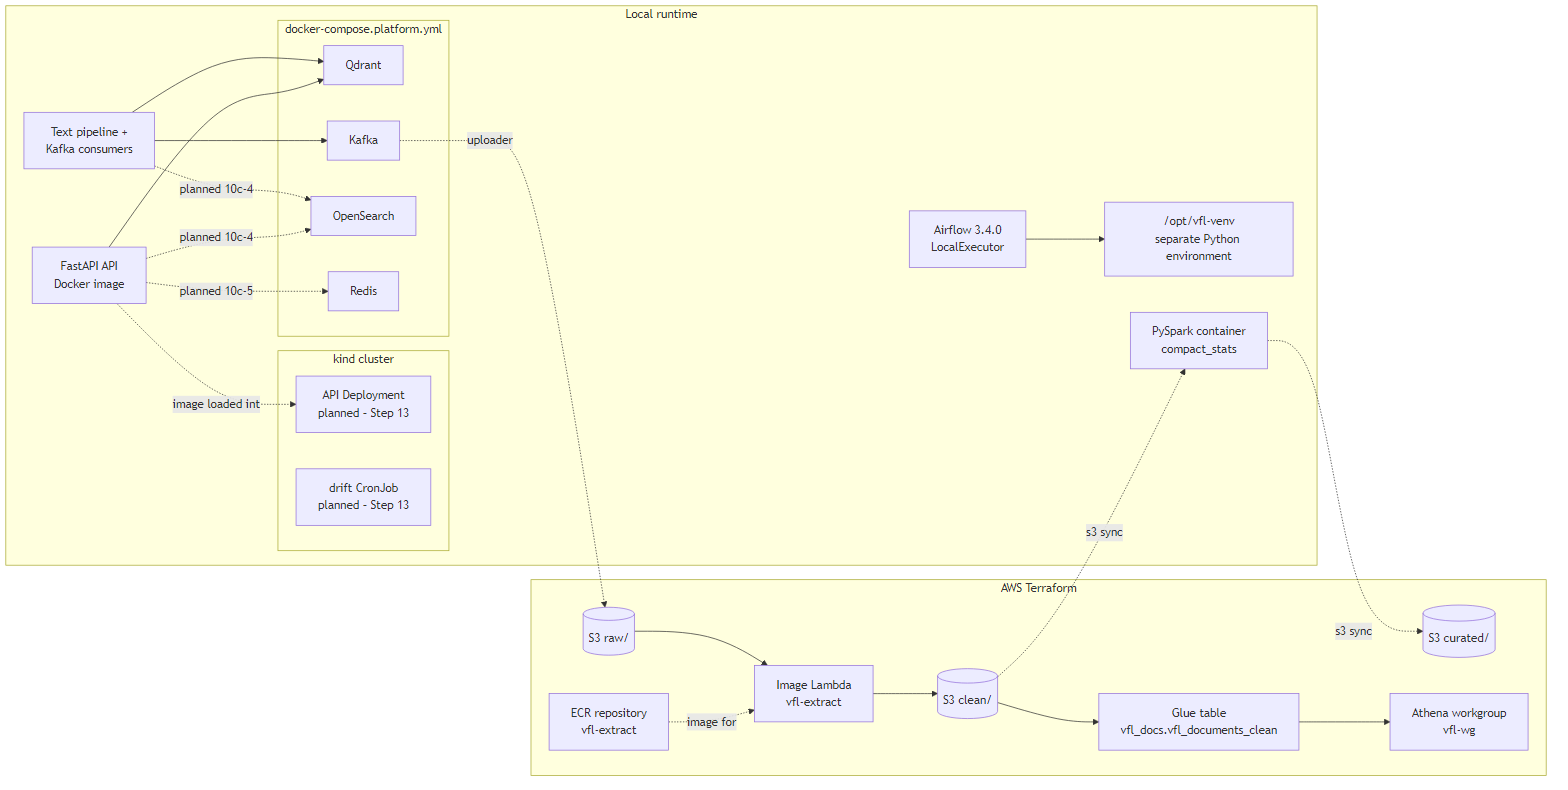 Local runtime
docker-compose.platform.yml
Qdrant
Text pipeline +
Kafka consumers
Kafka
uploader
planned 10c-4
OpenSearch
planned 10c-4
FastAPI API
Docker image
planned 10c-5
Redis
Airflow 3.4.0
LocalExecutor
/opt/vfl-venv
separate Python
environment
PySpark container
compact_stats
kind cluster
API Deployment
planned - Step 13
image loaded int
drift CronJob
planned - Step 13
s3 sync
AWS Terraform
S3 raw/
s3 sync
S3 curated/
Image Lambda
vfl-extract
S3 clean/
ECR repository
vfl-extract
image for
Glue table
vfl_docs.vfl_documents_clean
Athena workgroup
vfl-wg